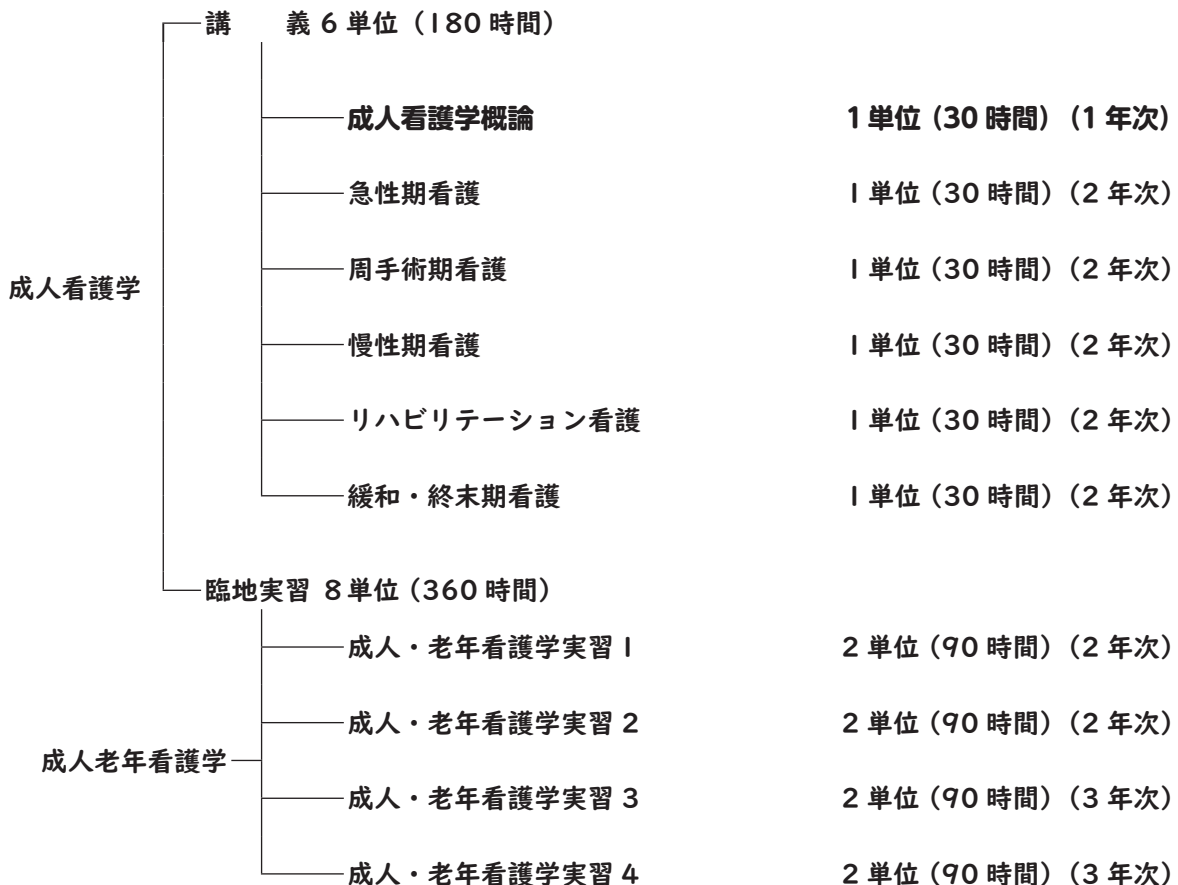 講　　義 6 単位（180 時間）
成人看護学概論 1 単位（30 時間）（1 年次）
急性期看護 1 単位（30 時間）（2 年次）
周手術期看護 1 単位（30 時間）（2 年次）
成人看護学
慢性期看護 1 単位（30 時間）（2 年次）
リハビリテーション看護 1 単位（30 時間）（2 年次）
緩和・終末期看護 1 単位（30 時間）（2 年次）
臨地実習 8 単位（360 時間）
成人・老年看護学実習 1 2 単位（90 時間）（2 年次）
成人・老年看護学実習 2 2 単位（90 時間）（2 年次）
成人老年看護学
成人・老年看護学実習 3 2 単位（90 時間）（3 年次）
成人・老年看護学実習 4 2 単位（90 時間）（3 年次）